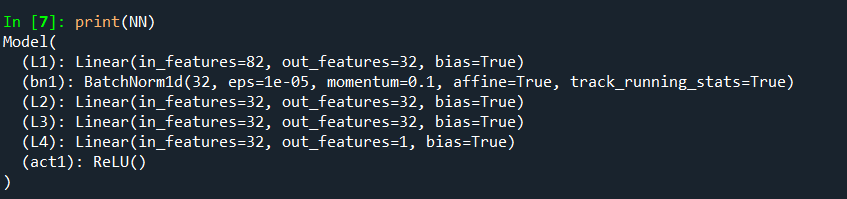 In [7]: print(NN)
Model(
  (L1): Linear(in_features=82, out_features=32, bias=True)
  (bn1): BatchNorm1d(32, eps=1e-05, momentum=0.1, affine=True, track_running_stats=True)
  (L2): Linear(in_features=32, out_features=32, bias=True)
  (L3): Linear(in_features=32, out_features=32, bias=True)
  (L4): Linear(in_features=32, out_features=1, bias=True)
  (act1): ReLU()
)